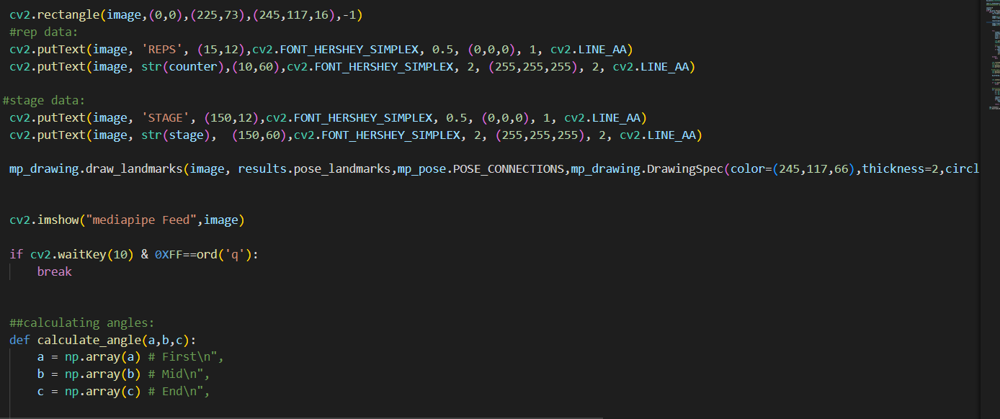 cv2.rectangle(image,(0,0),(225,73),(245,117,16),-1)
#rep data:
cv2.putText(image, 'REPS', (15,12),cv2.FONT_HERSHEY_SIMPLEX, 0.5, (0,0,0), 1, cv2.LINE_AA)
cv2.putText(image, str(counter),(10,60),cv2.FONT_HERSHEY_SIMPLEX, 2, (255,255,255), 2, cv2.LINE_AA)
#stage data:
cv2.putText(image, 'STAGE', (150,12),cv2.FONT_HERSHEY_SIMPLEX, 0.5, (0,0,0), 1, cv2.LINE_AA)
cv2.putText(image, str(stage),  (150,60),cv2.FONT_HERSHEY_SIMPLEX, 2, (255,255,255), 2, cv2.LINE_AA)
mp_drawing.draw_landmarks(image, results.pose_landmarks,mp_pose.POSE_CONNECTIONS,mp_drawing.DrawingSpec(color=(245,117,66),thickness=2,circl
cv2.imshow("mediapipe Feed",image)
if cv2.waitKey(10) & 0XFF==ord('q'):
    break
##calculating angles:
def calculate_angle(a,b,c):
    a = np.array(a) # First\n",
    b = np.array(b) # Mid\n",
    c = np.array(c) # End\n",